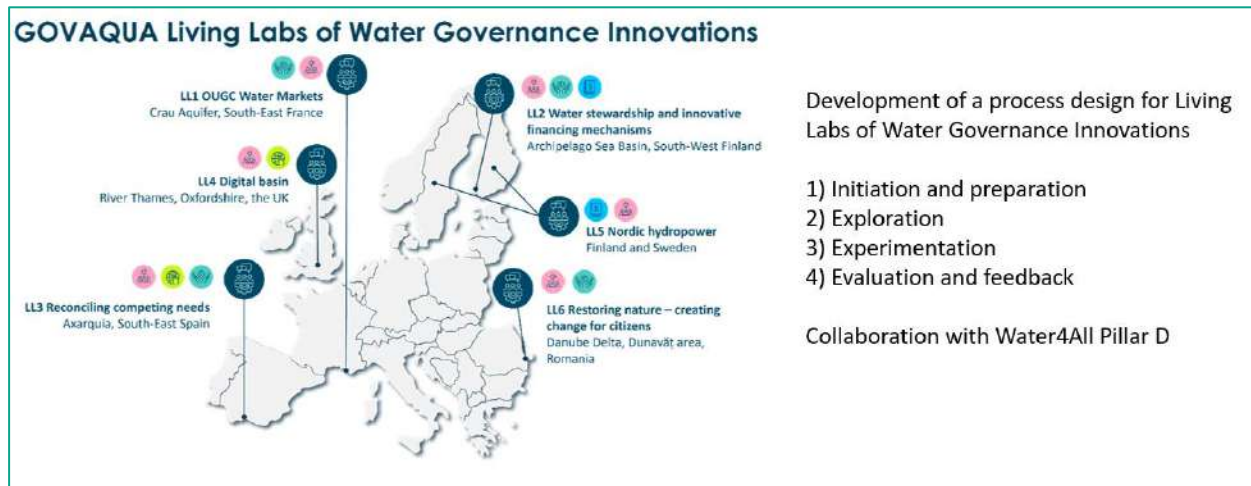 GOVAQUA Living Labs of Water Governance Innovations
LL1 OUGC Water Markets
Crau Aquifer, South-East France
LL2 Water stewardship and innovative
financing mechanisms
Archipelago Sea Basin, South-West Finland
LL4 Digital basin
River Thames, Oxfordshire, the UK
LL5 Nordic hydropower
Finland and Sweden
LL3 Reconciling competing needs
Axarquia, South-East Spain
LL6 Restoring nature – creating
change for citizens
Danube Delta, Dunavăț area,
Romania
Development of a process design for Living
Labs of Water Governance Innovations
1) Initiation and preparation
2) Exploration
3) Experimentation
4) Evaluation and feedback
Collaboration with Water4All Pillar D